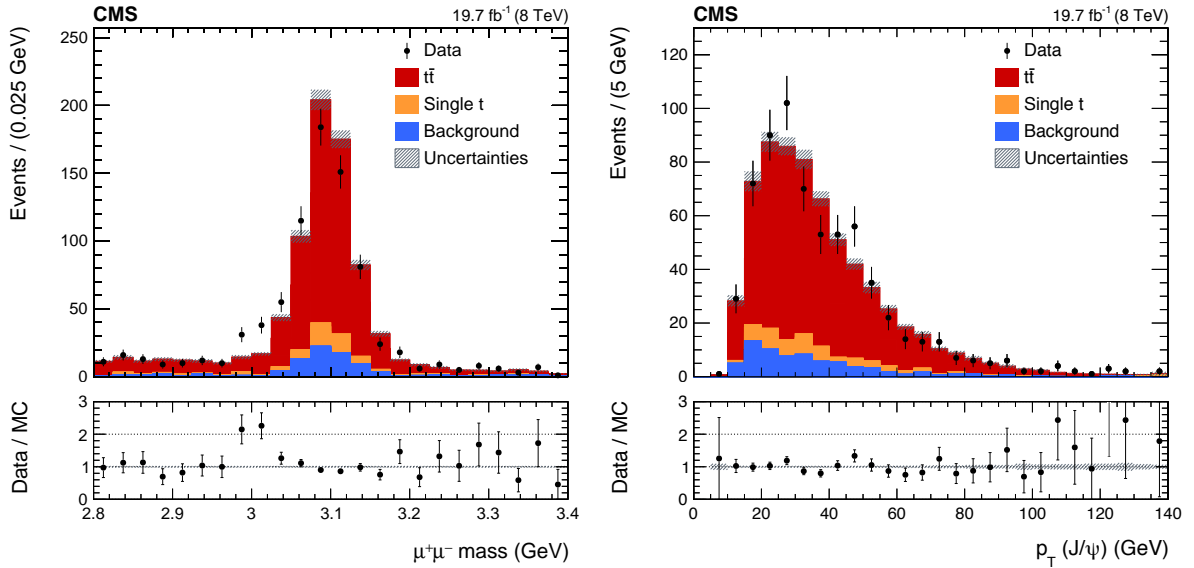 CMS 19.7 fb⁻¹ (8 TeV)
Events / (0.025 GeV)
250
200
150
100
50
0
Data
tt̄
Single t
Background
Uncertainties
Data / MC
3
2
1
0
2.8 2.9 3 3.1 3.2 3.3 3.4
μ⁺μ⁻ mass (GeV)
CMS 19.7 fb⁻¹ (8 TeV)
Events / (5 GeV)
120
100
80
60
40
20
0
Data
tt̄
Single t
Background
Uncertainties
Data / MC
3
2
1
0
0 20 40 60 80 100 120 140
p_T (J/ψ) (GeV)